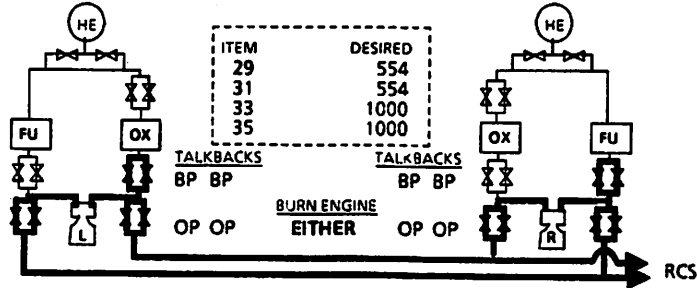 HE HE
ITEM DESIRED
29 554
31 554
33 1000
35 1000
FU OX OX FU
TALKBACKS TALKBACKS
BP BP BP BP
BURN ENGINE
L OP OP EITHER OP OP R
RCS